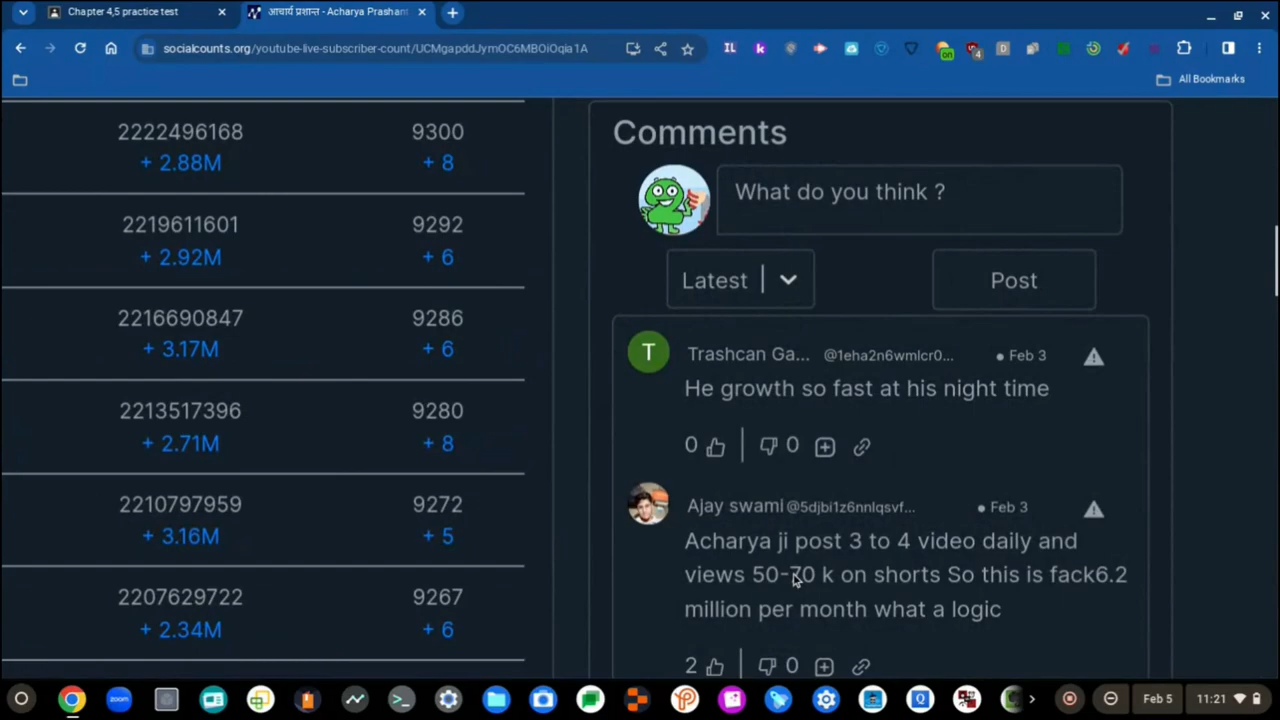 Chapter 4,5 practice test
आचार्य प्रशान्त - Acharya Prashant
socialcounts.org/youtube-live-subscriber-count/UCMgapddJymOC6MBOiOqia1A
All Bookmarks
2222496168 9300
+ 2.88M + 8
2219611601 9292
+ 2.92M + 6
2216690847 9286
+ 3.17M + 6
2213517396 9280
+ 2.71M + 8
2210797959 9272
+ 3.16M + 5
2207629722 9267
+ 2.34M + 6
Comments
What do you think ?
Latest
Post
T
Trashcan Ga... @1eha2n6wmlcr0... • Feb 3
He growth so fast at his night time
0 0
Ajay swami @5djbi1z6nnlqsvf... • Feb 3
Acharya ji post 3 to 4 video daily and
views 50-70 k on shorts So this is fack6.2
million per month what a logic
2 0
IL
k
on
4
D
zoom
Q
Feb 5
11:21